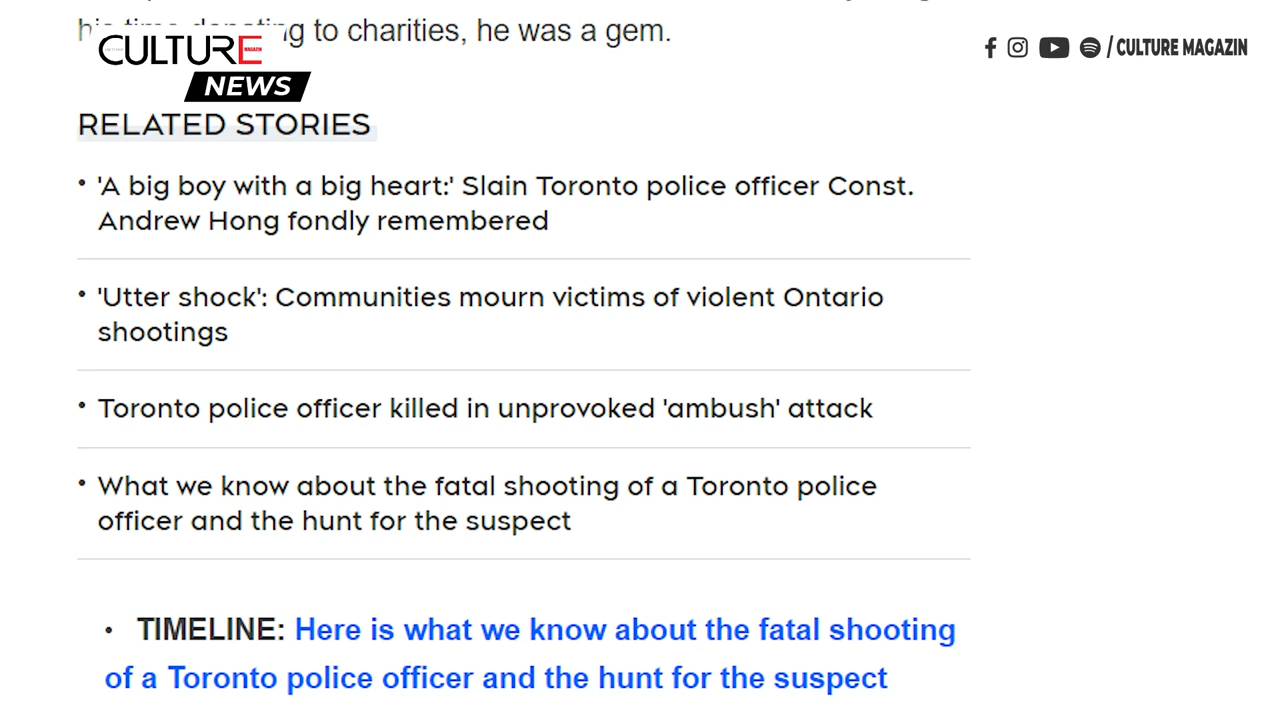 to charities, he was a gem.
CULTURE
MAGAZIN
NEWS
/ CULTURE MAGAZIN
RELATED STORIES
• 'A big boy with a big heart:' Slain Toronto police officer Const.
Andrew Hong fondly remembered
• 'Utter shock': Communities mourn victims of violent Ontario
shootings
• Toronto police officer killed in unprovoked 'ambush' attack
• What we know about the fatal shooting of a Toronto police
officer and the hunt for the suspect
• TIMELINE: Here is what we know about the fatal shooting
of a Toronto police officer and the hunt for the suspect